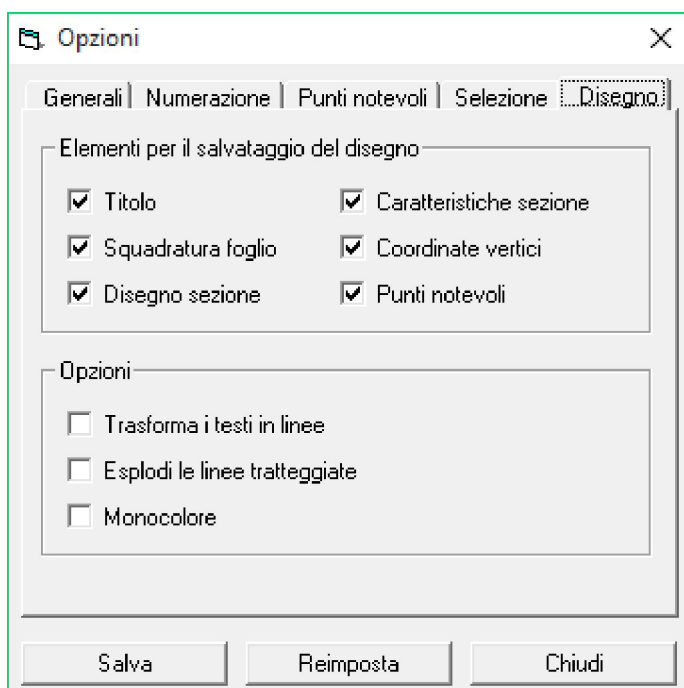 Opzioni
Generali Numerazione Punti notevoli Selezione Disegno
Elementi per il salvataggio del disegno
Titolo Caratteristiche sezione
Squadratura foglio Coordinate vertici
Disegno sezione Punti notevoli
Opzioni
Trasforma i testi in linee
Esplodi le linee tratteggiate
Monocolore
Salva Reimposta Chiudi